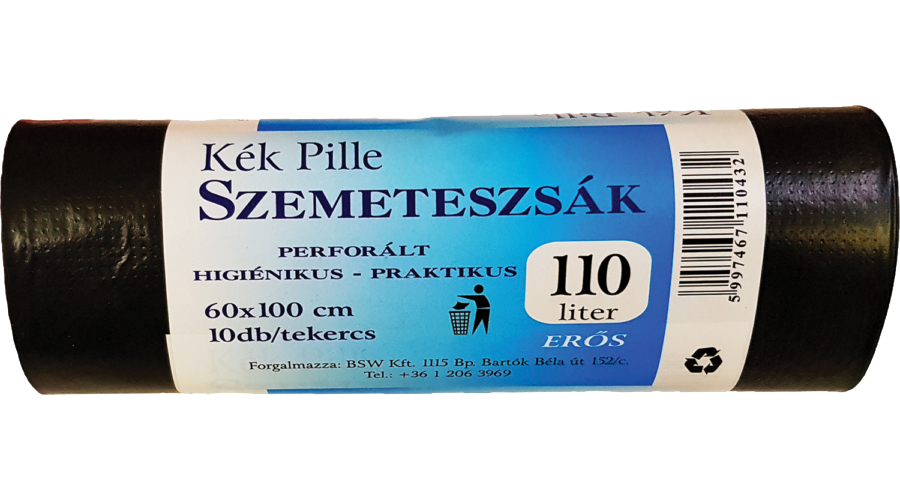 Kék Pille
SZEMETESZSÁK
PERFORÁLT
HIGIÉNIKUS - PRAKTIKUS
60x100 cm
10db/tekercs
110
liter
ERŐS
Forgalmazza: BSW Kft. 1115 Bp. Bartók Béla út 152/c.
Tel.: +36 1 206 3969
5 997467 110432